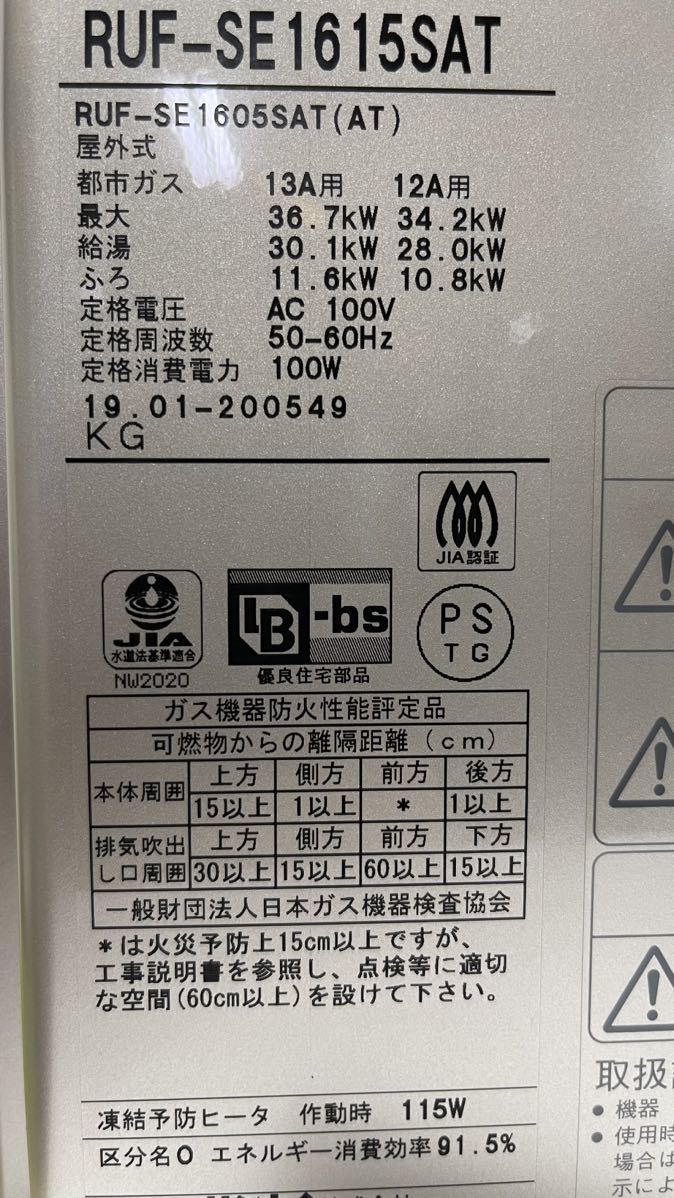 RUF-SE1615SAT
RUF-SE1605SAT(AT)
屋外式
都市ガス 13A用 12A用
最大 36.7kW 34.2kW
給湯 30.1kW 28.0kW
ふろ 11.6kW 10.8kW
定格電圧 AC 100V
定格周波数 50-60Hz
定格消費電力 100W
19.01-200549
KG
JIA認証
JIA
水道法基準適合
NW2020
LB-bs
優良住宅部品
PS
TG
ガス機器防火性能評定品
可燃物からの離隔距離(cm)
本体周囲 上方 側方 前方 後方
15以上 1以上 * 1以上
排気吹出し口周囲 上方 側方 前方 下方
30以上 15以上 60以上 15以上
一般財団法人日本ガス機器検査協会
*は火災予防上15cm以上ですが、
工事説明書を参照し、点検等に適切
な空間(60cm以上)を設けて下さい。
凍結予防ヒータ 作動時 115W
区分名O エネルギー消費効率91.5%
取扱
● 機器
● 使用時
場合は
示によ